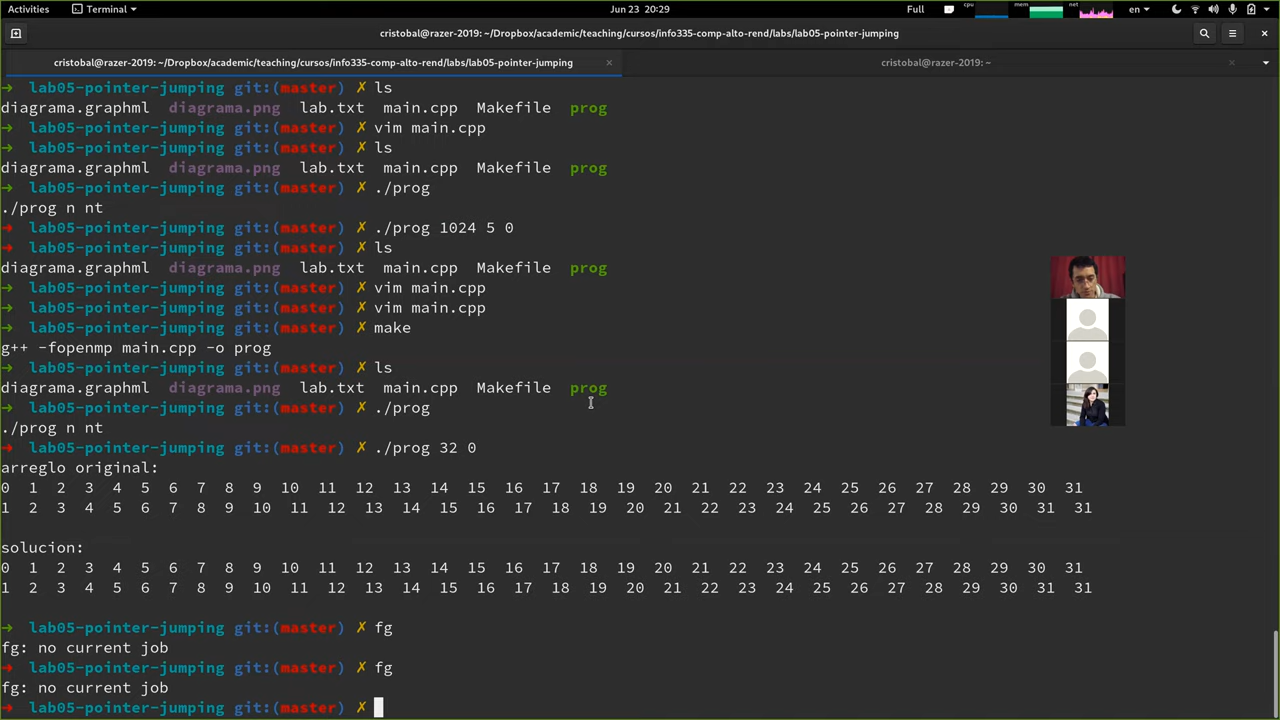 Activities Terminal Jun 23 20:29 Full cpu mem net en
cristobal@razer-2019: ~/Dropbox/academic/teaching/cursos/info335-comp-alto-rend/labs/lab05-pointer-jumping
cristobal@razer-2019: ~/Dropbox/academic/teaching/cursos/info335-comp-alto-rend/labs/lab05-pointer-jumping × cristobal@razer-2019: ~ ×
➜ lab05-pointer-jumping git:(master) ✗ ls
diagrama.graphml diagrama.png lab.txt main.cpp Makefile prog
➜ lab05-pointer-jumping git:(master) ✗ vim main.cpp
➜ lab05-pointer-jumping git:(master) ✗ ls
diagrama.graphml diagrama.png lab.txt main.cpp Makefile prog
➜ lab05-pointer-jumping git:(master) ✗ ./prog
./prog n nt
➜ lab05-pointer-jumping git:(master) ✗ ./prog 1024 5 0
➜ lab05-pointer-jumping git:(master) ✗ ls
diagrama.graphml diagrama.png lab.txt main.cpp Makefile prog
➜ lab05-pointer-jumping git:(master) ✗ vim main.cpp
➜ lab05-pointer-jumping git:(master) ✗ vim main.cpp
➜ lab05-pointer-jumping git:(master) ✗ make
g++ -fopenmp main.cpp -o prog
➜ lab05-pointer-jumping git:(master) ✗ ls
diagrama.graphml diagrama.png lab.txt main.cpp Makefile prog
➜ lab05-pointer-jumping git:(master) ✗ ./prog
./prog n nt
➜ lab05-pointer-jumping git:(master) ✗ ./prog 32 0
arreglo original:
0 1 2 3 4 5 6 7 8 9 10 11 12 13 14 15 16 17 18 19 20 21 22 23 24 25 26 27 28 29 30 31
1 2 3 4 5 6 7 8 9 10 11 12 13 14 15 16 17 18 19 20 21 22 23 24 25 26 27 28 29 30 31 31
solucion:
0 1 2 3 4 5 6 7 8 9 10 11 12 13 14 15 16 17 18 19 20 21 22 23 24 25 26 27 28 29 30 31
1 2 3 4 5 6 7 8 9 10 11 12 13 14 15 16 17 18 19 20 21 22 23 24 25 26 27 28 29 30 31 31
➜ lab05-pointer-jumping git:(master) ✗ fg
fg: no current job
➜ lab05-pointer-jumping git:(master) ✗ fg
fg: no current job
➜ lab05-pointer-jumping git:(master) ✗